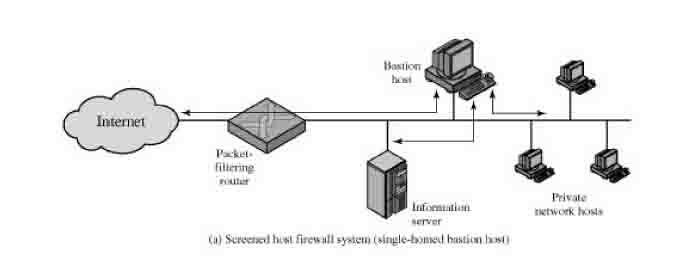 Bastion
host
Internet
Packet-
filtering
router
Information
server
Private
network hosts
(a) Screened host firewall system (single-homed bastion host)